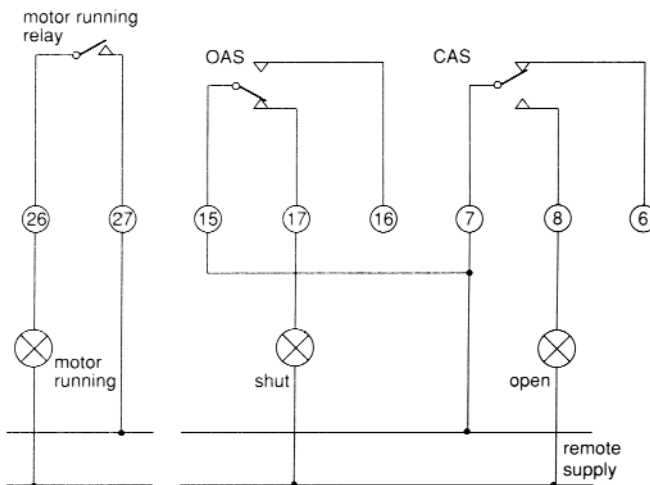 motor running
relay
OAS
CAS
26
27
15
17
16
7
8
6
motor
running
shut
open
remote
supply